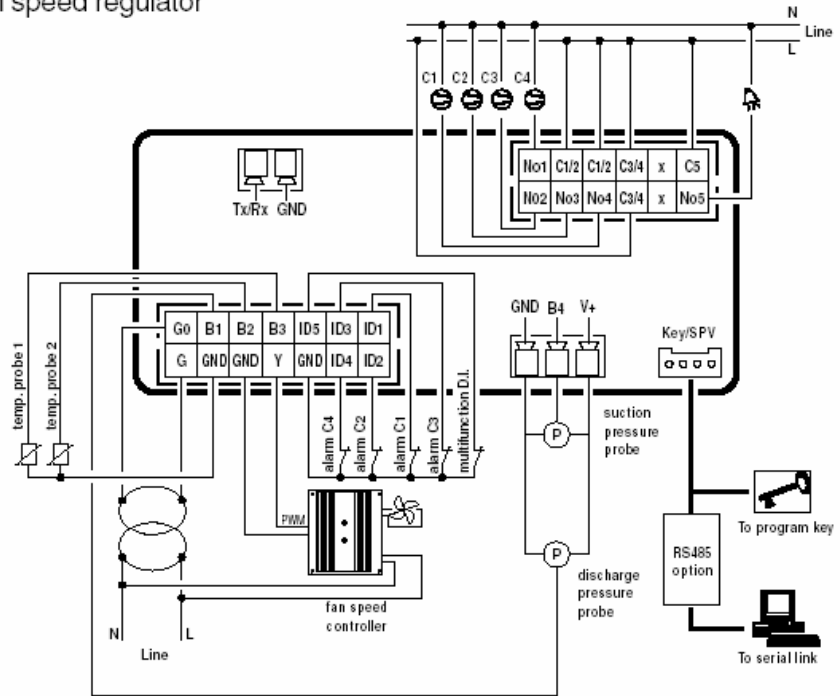 speed regulator
N
Line
L
C1 C2 C3 C4
No1 C1/2 C1/2 C3/4 x C5
No2 No3 No4 C3/4 x No5
Tx/Rx GND
G0 B1 B2 B3 ID5 ID3 ID1
G GND GND Y GND ID4 ID2
GND B4 V+
Key/SPV
temp. probe 1
temp. probe 2
alarm C4
alarm C2
alarm C1
alarm C3
multifunction D.I.
P
suction
pressure
probe
PWM
fan speed
controller
P
discharge
pressure
probe
To program key
RS485
option
To serial link
N L
Line